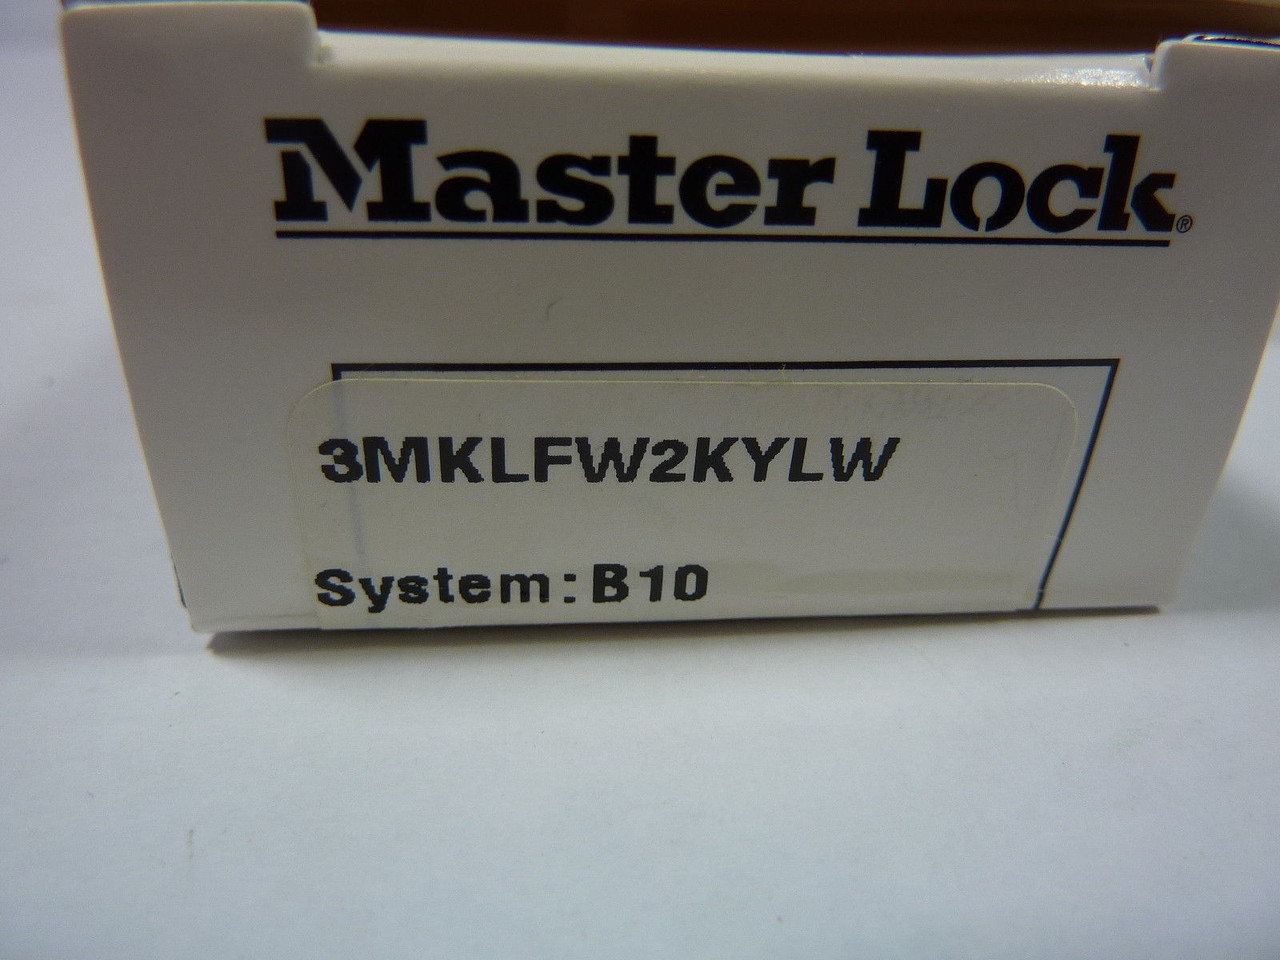 Master Lock®
3MKLFW2KYLW
System: B10